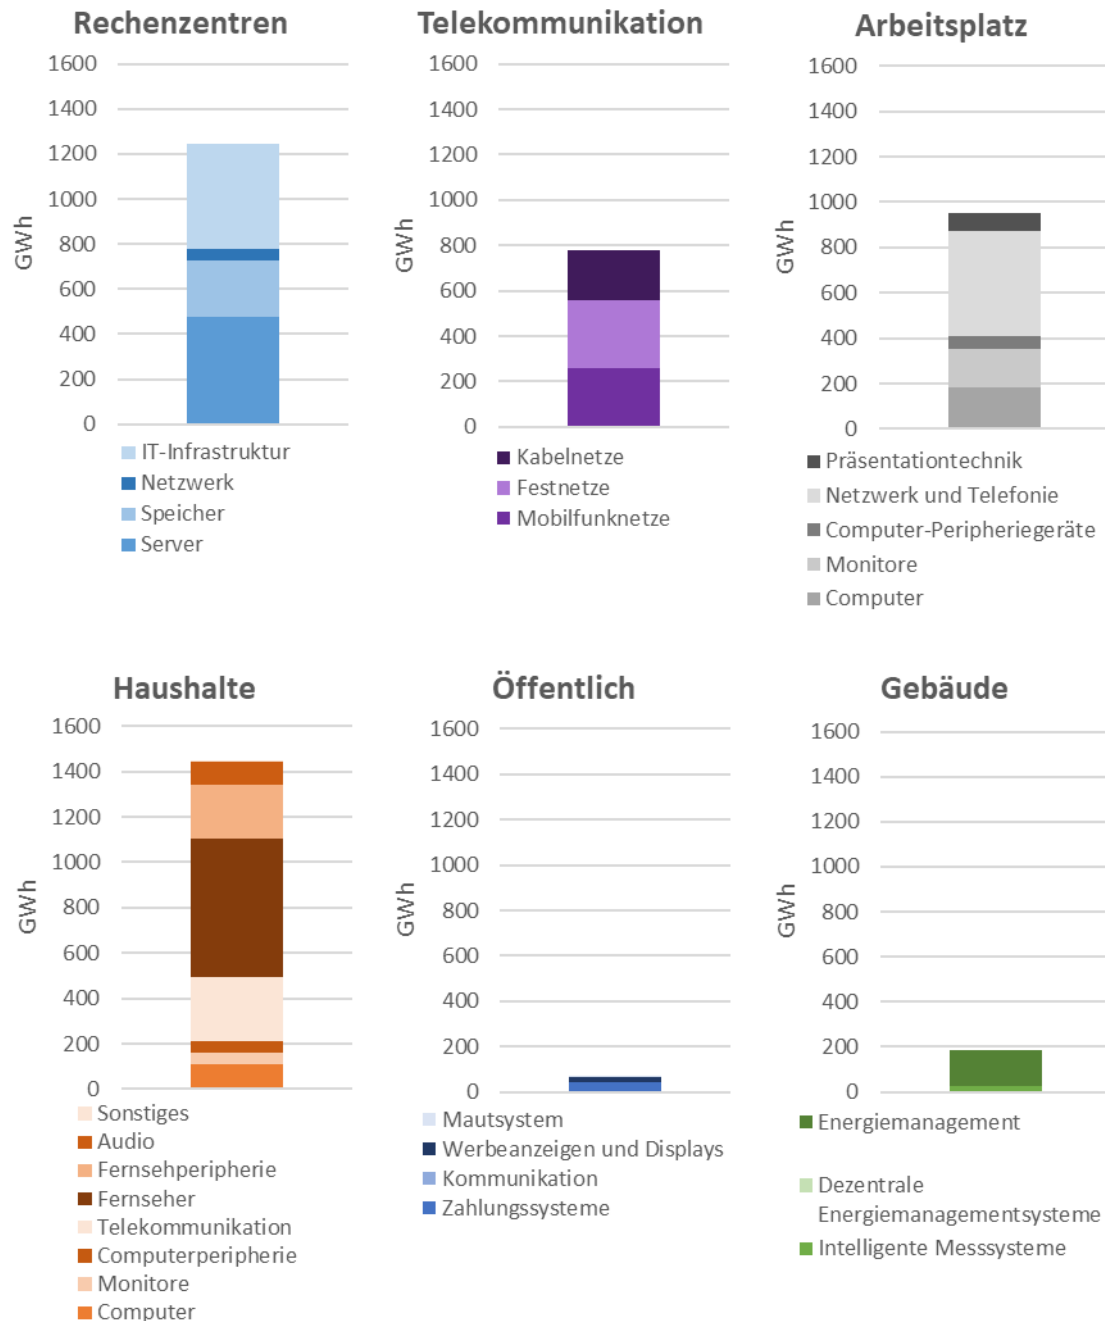 Rechenzentren
1600
1400
1200
1000
800
600
400
200
0
GWh
IT-Infrastruktur
Netzwerk
Speicher
Server
Telekommunikation
1600
1400
1200
1000
800
600
400
200
0
GWh
Kabelnetze
Festnetze
Mobilfunknetze
Arbeitsplatz
1600
1400
1200
1000
800
600
400
200
0
GWh
Präsentationtechnik
Netzwerk und Telefonie
Computer-Peripheriegeräte
Monitore
Computer
Haushalte
1600
1400
1200
1000
800
600
400
200
0
GWh
Sonstiges
Audio
Fernsehperipherie
Fernseher
Telekommunikation
Computerperipherie
Monitore
Computer
Öffentlich
1600
1400
1200
1000
800
600
400
200
0
GWh
Mautsystem
Werbeanzeigen und Displays
Kommunikation
Zahlungssysteme
Gebäude
1600
1400
1200
1000
800
600
400
200
0
GWh
Energiemanagement
Dezentrale
Energiemanagementsysteme
Intelligente Messsysteme